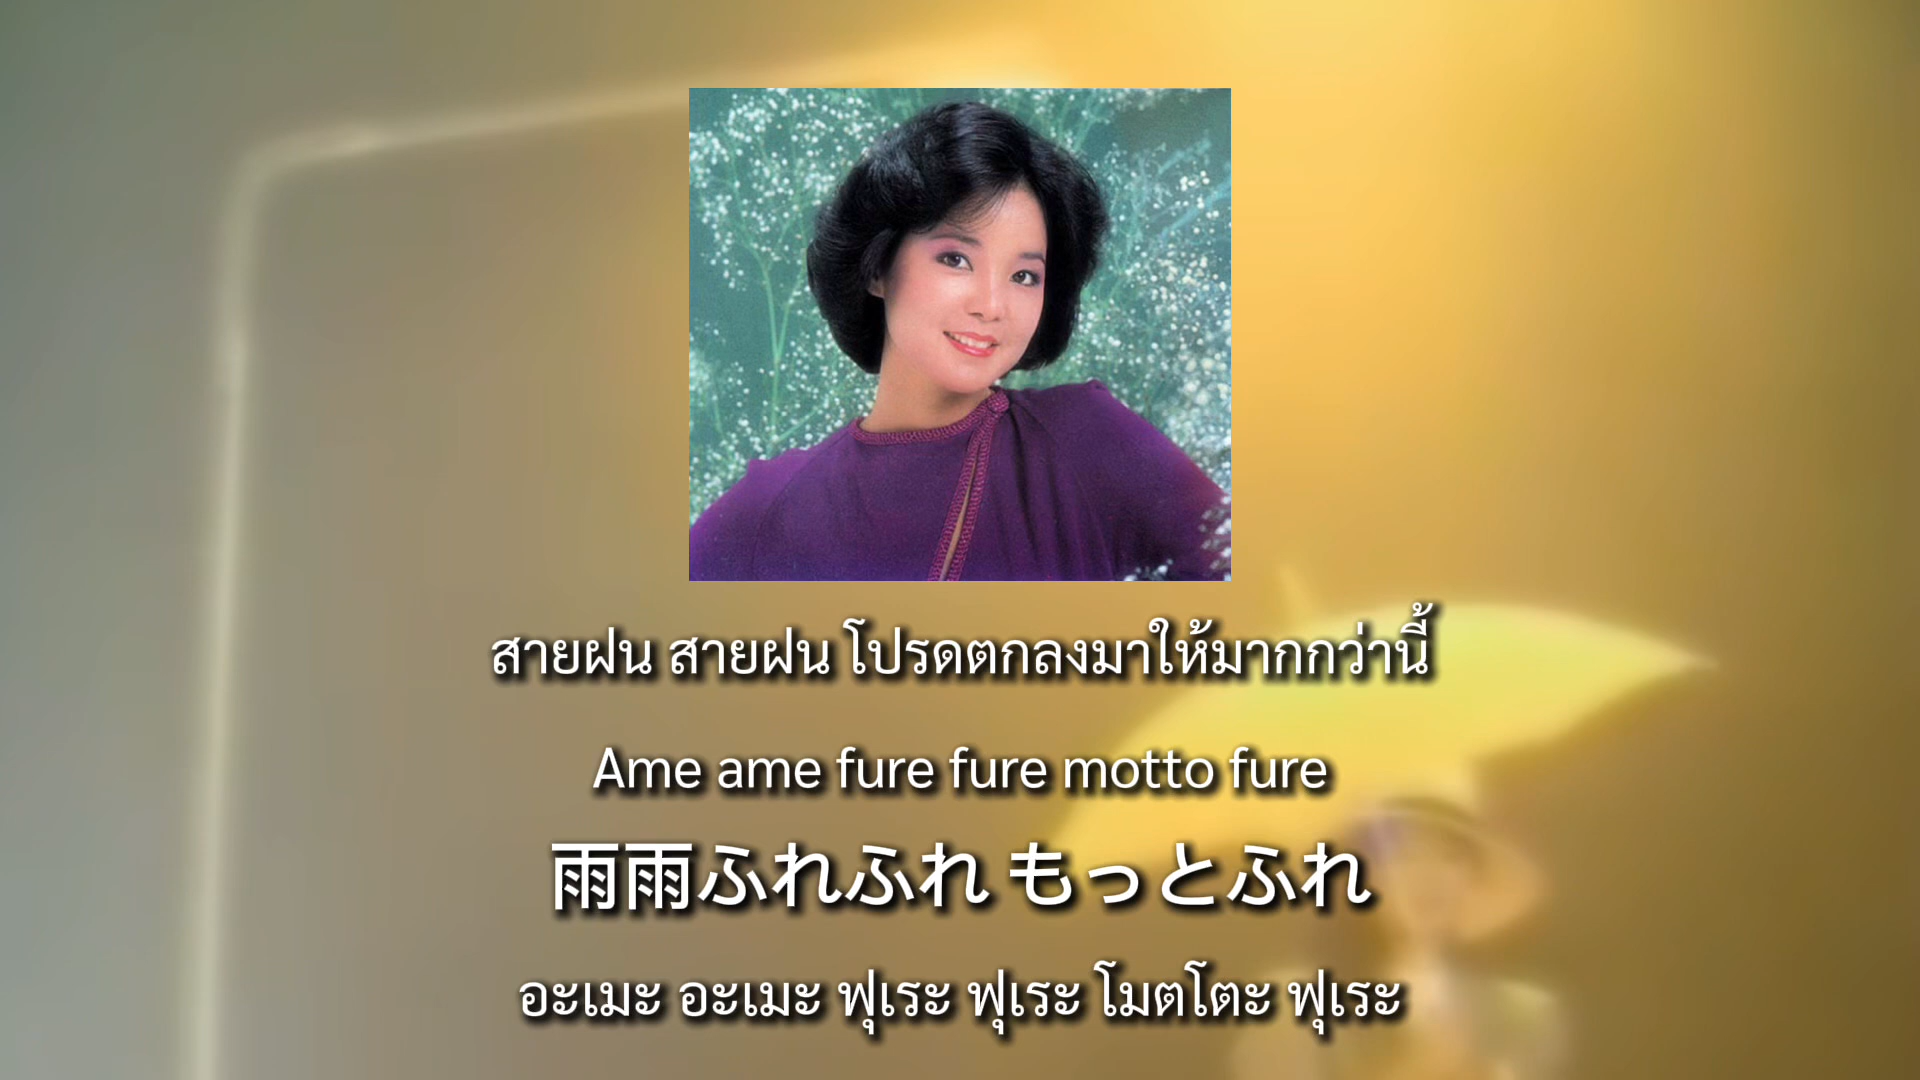 สายฝน สายฝน โปรดตกลงมาให้มากกว่านี้
Ame ame fure fure motto fure
雨雨ふれふれ もっとふれ
อะเมะ อะเมะ ฟุเระ ฟุเระ โมตโตะ ฟุเระ